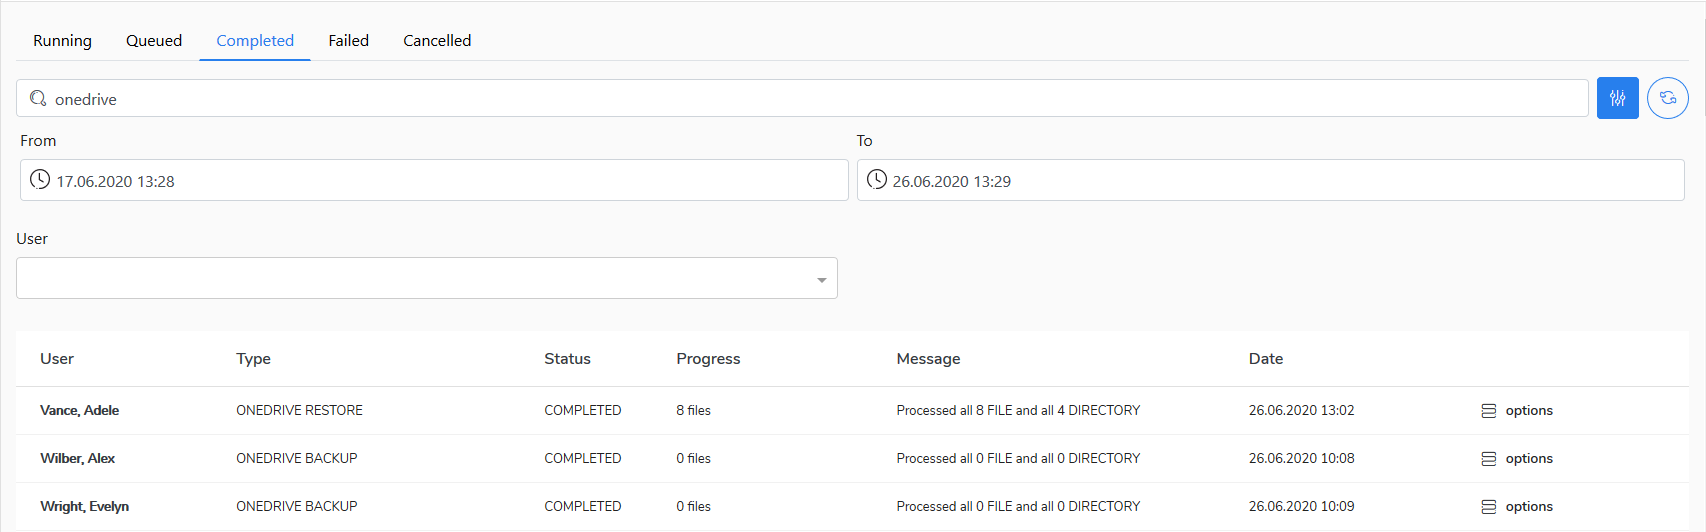 Running Queued Completed Failed Cancelled
onedrive
From To
17.06.2020 13:28 26.06.2020 13:29
User
User Type Status Progress Message Date
Vance, Adele ONEDRIVE RESTORE COMPLETED 8 files Processed all 8 FILE and all 4 DIRECTORY 26.06.2020 13:02 options
Wilber, Alex ONEDRIVE BACKUP COMPLETED 0 files Processed all 0 FILE and all 0 DIRECTORY 26.06.2020 10:08 options
Wright, Evelyn ONEDRIVE BACKUP COMPLETED 0 files Processed all 0 FILE and all 0 DIRECTORY 26.06.2020 10:09 options